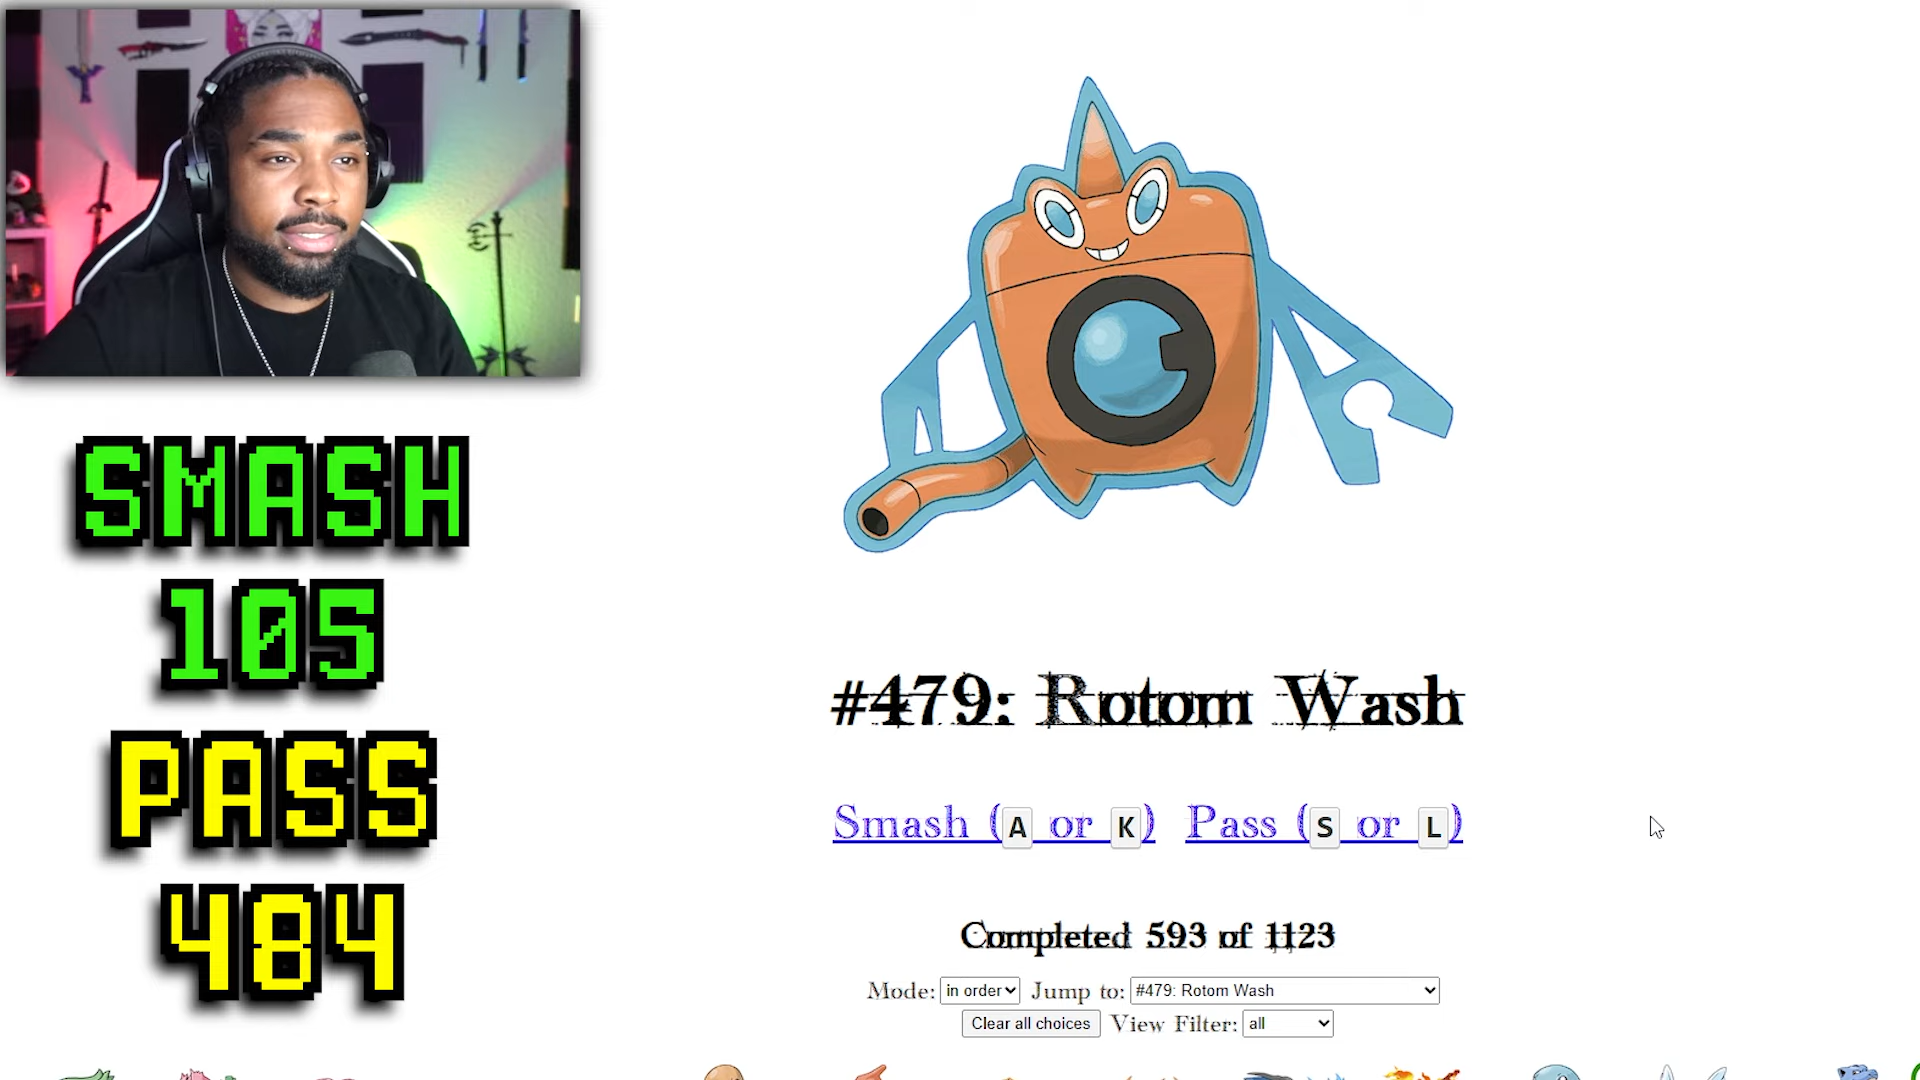 SMASH
105
PASS
484
#479: Rotom Wash
Smash (A or K) Pass (S or L)
Completed 593 of 1123
Mode: in order Jump to: #479: Rotom Wash
Clear all choices View Filter: all